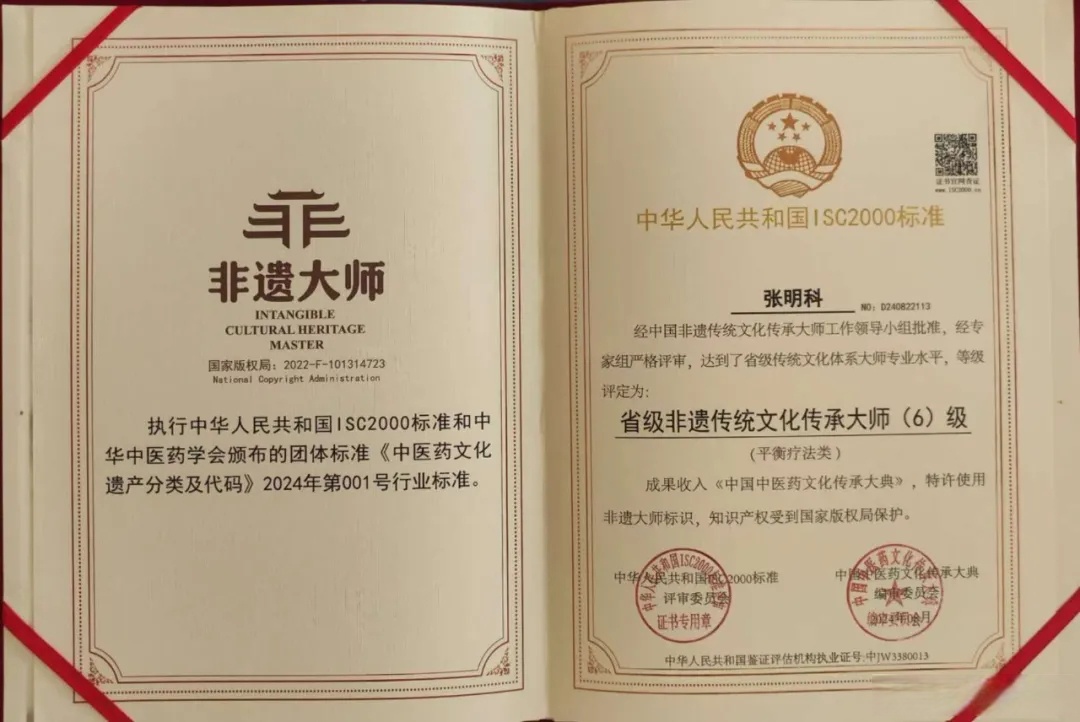 非遗大师
INTANGIBLE
CULTURAL HERITAGE
MASTER
国家版权局：2022-F-101314723
National Copyright Administration
执行中华人民共和国ISC2000标准和中
华中医药学会颁布的团体标准《中医药文化
遗产分类及代码》2024年第001号行业标准。
证书官网查证
www.ISC2000.cn
中华人民共和国ISC2000标准
张明科
NO：D240822113
经中国非遗传统文化传承大师工作领导小组批准，经专
家组严格评审，达到了省级传统文化体系大师专业水平，等级
评定为：
省级非遗传统文化传承大师（6）级
（平衡疗法类）
成果收入《中国中医药文化传承大典》，特许使用
非遗大师标识，知识产权受到国家版权局保护。
中华人民共和国ISC2000标准
评审委员会
证书专用章
中国中医药文化传承大典
编审委员会
中华人民共和国鉴证评估机构执业证号：中JW3380013